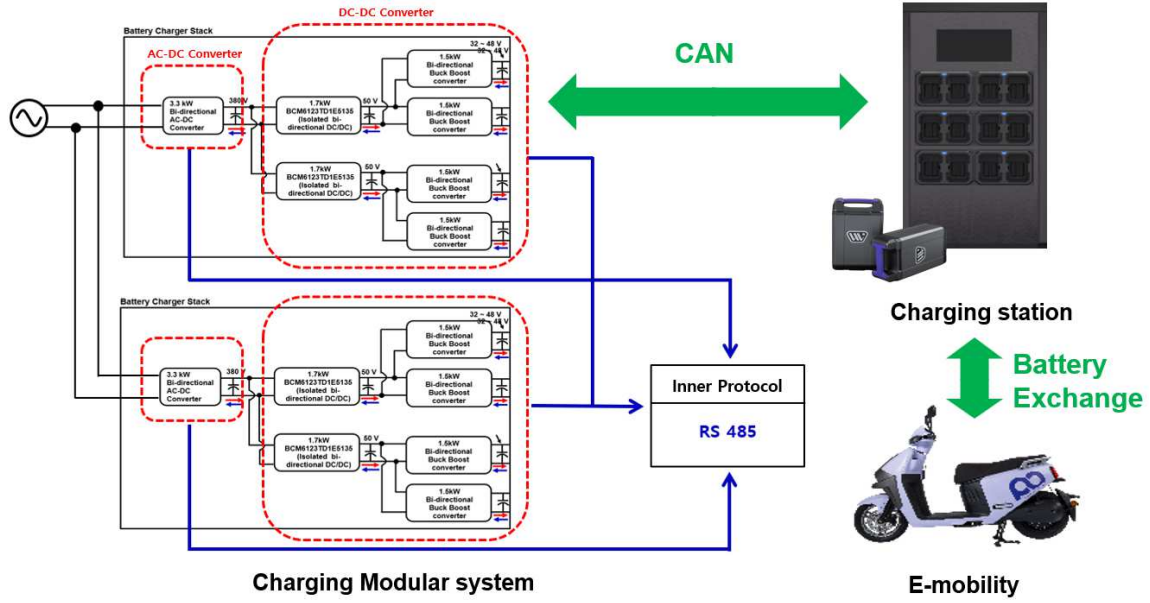 DC-DC Converter
Battery Charger Stack
AC-DC Converter
32 ~ 48 V
32 ~ 48 V
1.5kW
Bi-directional
Buck Boost
converter
3.3 kW
Bi-directional
AC-DC
Converter
380 V
1.7kW
BCM6123TD1E5135
(Isolated bi-
directional DC/DC)
50 V
1.5kW
Bi-directional
Buck Boost
converter
1.7kW
BCM6123TD1E5135
(Isolated bi-
directional DC/DC)
50 V
1.5kW
Bi-directional
Buck Boost
converter
1.5kW
Bi-directional
Buck Boost
converter
CAN
Charging station
Battery Charger Stack
32 ~ 48 V
32 ~ 48 V
1.5kW
Bi-directional
Buck Boost
converter
3.3 kW
Bi-directional
AC-DC
Converter
380 V
1.7kW
BCM6123TD1E5135
(Isolated bi-
directional DC/DC)
50 V
1.5kW
Bi-directional
Buck Boost
converter
1.7kW
BCM6123TD1E5135
(Isolated bi-
directional DC/DC)
50 V
1.5kW
Bi-directional
Buck Boost
converter
1.5kW
Bi-directional
Buck Boost
converter
Inner Protocol
RS 485
Battery
Exchange
Charging Modular system
E-mobility